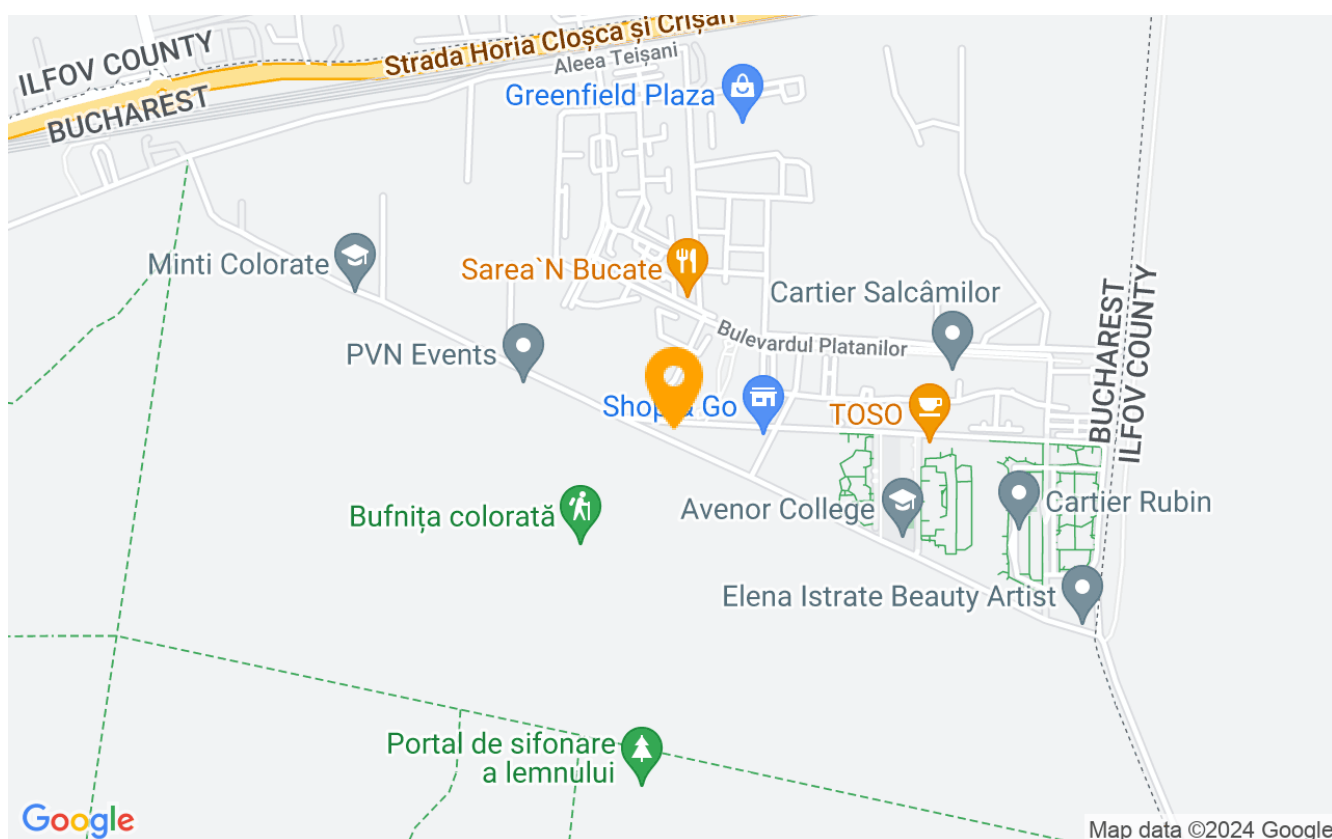 ILFOV COUNTY
BUCHAREST
Strada Horia Cloșca și Crișan
Aleea Teișani
Greenfield Plaza
Minti Colorate
Sarea`N Bucate
Cartier Salcâmilor
Bulevardul Platanilor
BUCHAREST
ILFOV COUNTY
PVN Events
Shop & Go
TOSO
Bufnița colorată
Avenor College
Cartier Rubin
Elena Istrate Beauty Artist
Portal de sifonare
a lemnului
Google
Map data ©2024 Google